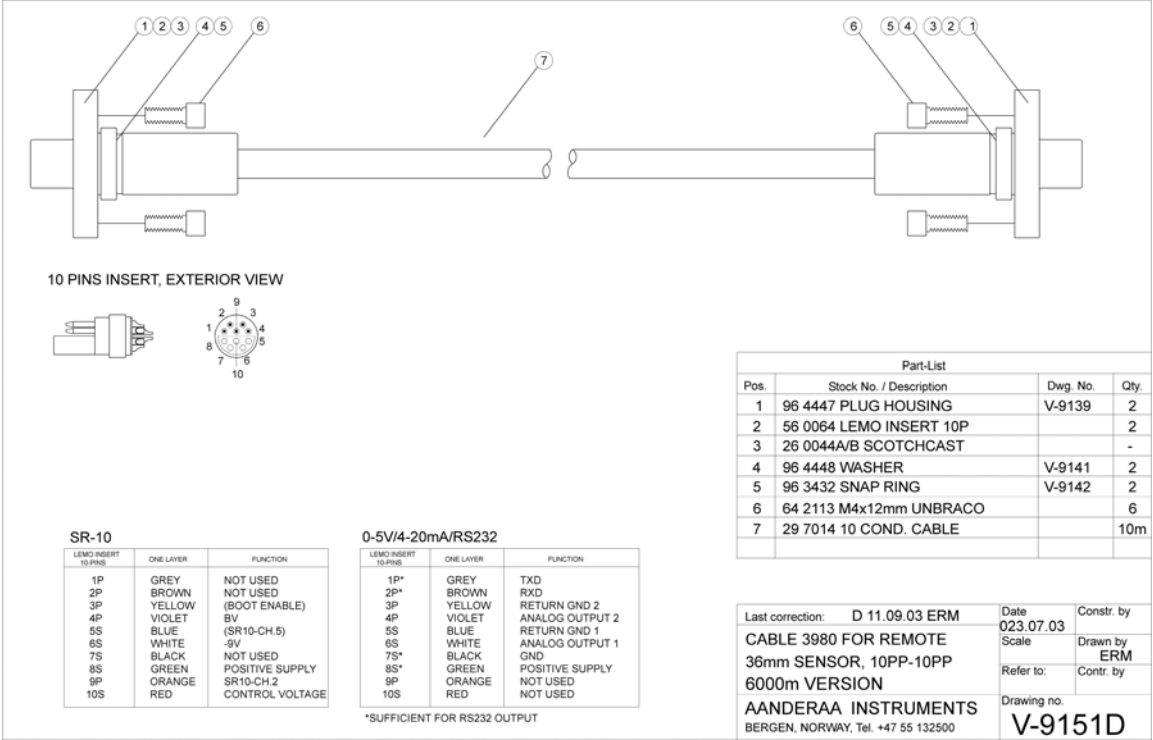 1 2 3 4 5 6
6 5 4 3 2 1
7
10 PINS INSERT, EXTERIOR VIEW
9
2 3
1 4
8 5
7 6
10
Part-List
Pos. Stock No. / Description Dwg. No. Qty.
1 96 4447 PLUG HOUSING V-9139 2
2 56 0064 LEMO INSERT 10P 2
3 26 0044A/B SCOTCHCAST -
4 96 4448 WASHER V-9141 2
5 96 3432 SNAP RING V-9142 2
6 64 2113 M4x12mm UNBRACO 6
7 29 7014 10 COND. CABLE 10m
SR-10
LEMO INSERT
10-PINS ONE LAYER FUNCTION
1P GREY NOT USED
2P BROWN NOT USED
3P YELLOW (BOOT ENABLE)
4P VIOLET BV
5S BLUE (SR10-CH.5)
6S WHITE -9V
7S BLACK NOT USED
8S GREEN POSITIVE SUPPLY
9P ORANGE SR10-CH.2
10S RED CONTROL VOLTAGE
0-5V/4-20mA/RS232
LEMO INSERT
10-PINS ONE LAYER FUNCTION
1P* GREY TXD
2P* BROWN RXD
3P YELLOW RETURN GND 2
4P VIOLET ANALOG OUTPUT 2
5S BLUE RETURN GND 1
6S WHITE ANALOG OUTPUT 1
7S* BLACK GND
8S* GREEN POSITIVE SUPPLY
9P ORANGE NOT USED
10S RED NOT USED
*SUFFICIENT FOR RS232 OUTPUT
Last correction: D 11.09.03 ERM
CABLE 3980 FOR REMOTE
36mm SENSOR, 10PP-10PP
6000m VERSION
AANDERAA INSTRUMENTS
BERGEN, NORWAY, Tel. +47 55 132500
Date
023.07.03
Constr. by
Scale
Drawn by
ERM
Refer to:
Contr. by
Drawing no.
V-9151D